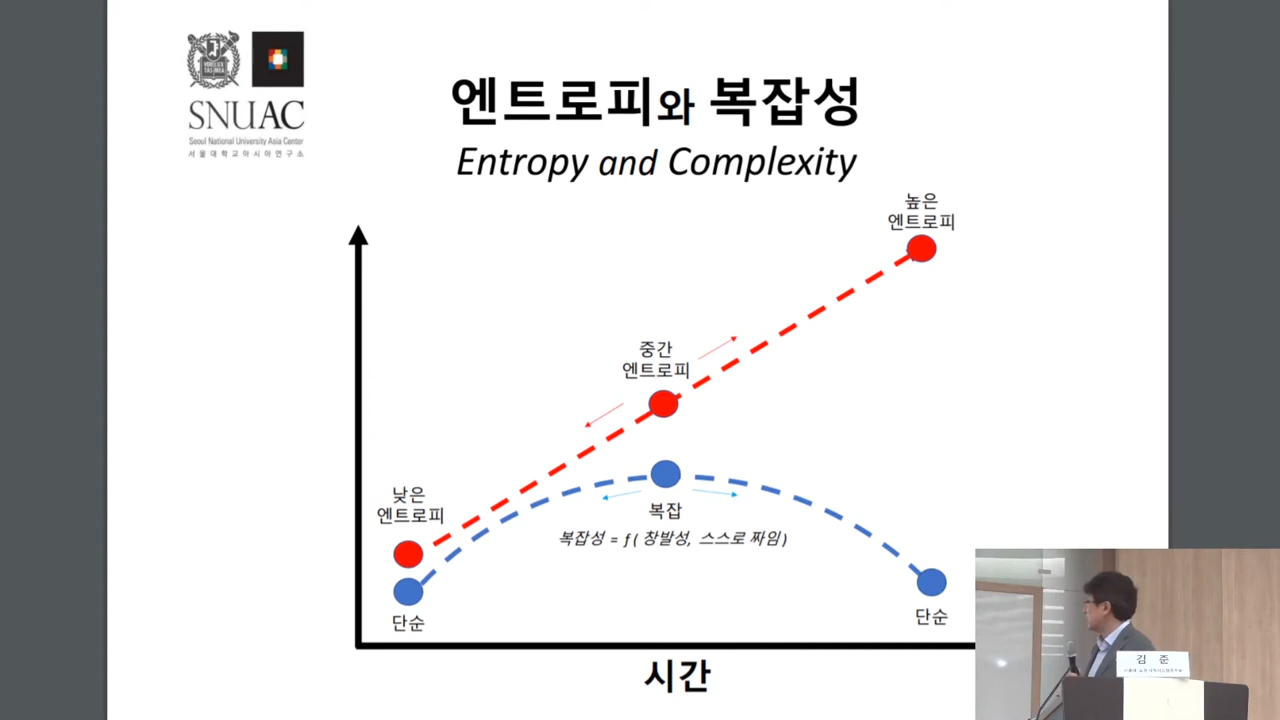 SNUAC
Seoul National University Asia Center
서울대학교아시아연구소
엔트로피와 복잡성
Entropy and Complexity
높은
엔트로피
중간
엔트로피
낮은
엔트로피
복잡
복잡성 = f( 창발성, 스스로 짜임)
단순
단순
시간
김 준